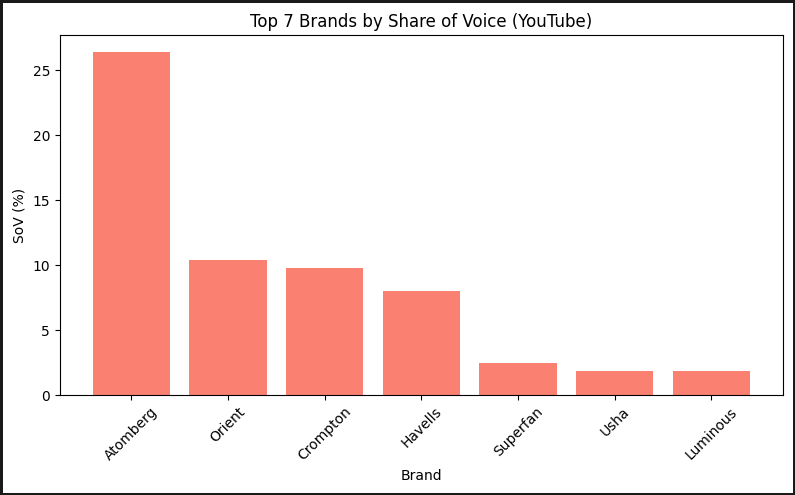 Top 7 Brands by Share of Voice (YouTube)
SoV (%)
25
20
15
10
5
0
Atomberg
Orient
Crompton
Havells
Superfan
Usha
Luminous
Brand